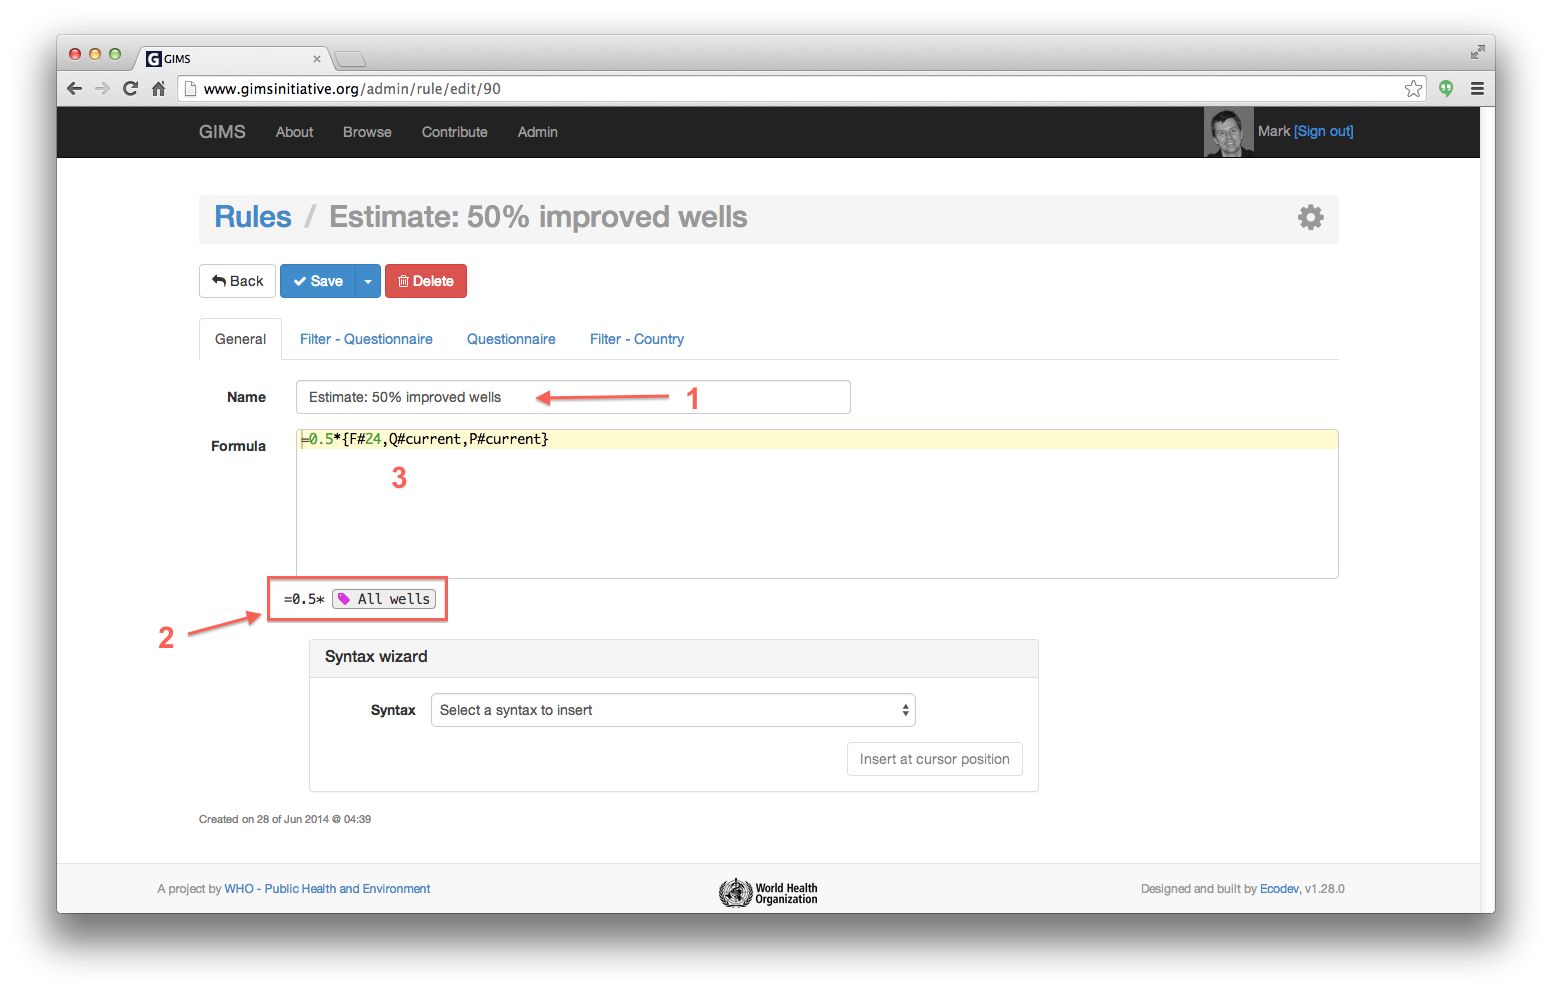 GIMS
www.gimsinitiative.org/admin/rule/edit/90
GIMS About Browse Contribute Admin Mark [Sign out]
Rules / Estimate: 50% improved wells
Back Save Delete
General Filter - Questionnaire Questionnaire Filter - Country
Name Estimate: 50% improved wells 1
Formula =0.5*{F#24,Q#current,P#current}
3
=0.5* All wells
2
Syntax wizard
Syntax Select a syntax to insert
Insert at cursor position
Created on 28 of Jun 2014 @ 04:39
A project by WHO - Public Health and Environment World Health Organization Designed and built by Ecodev, v1.28.0